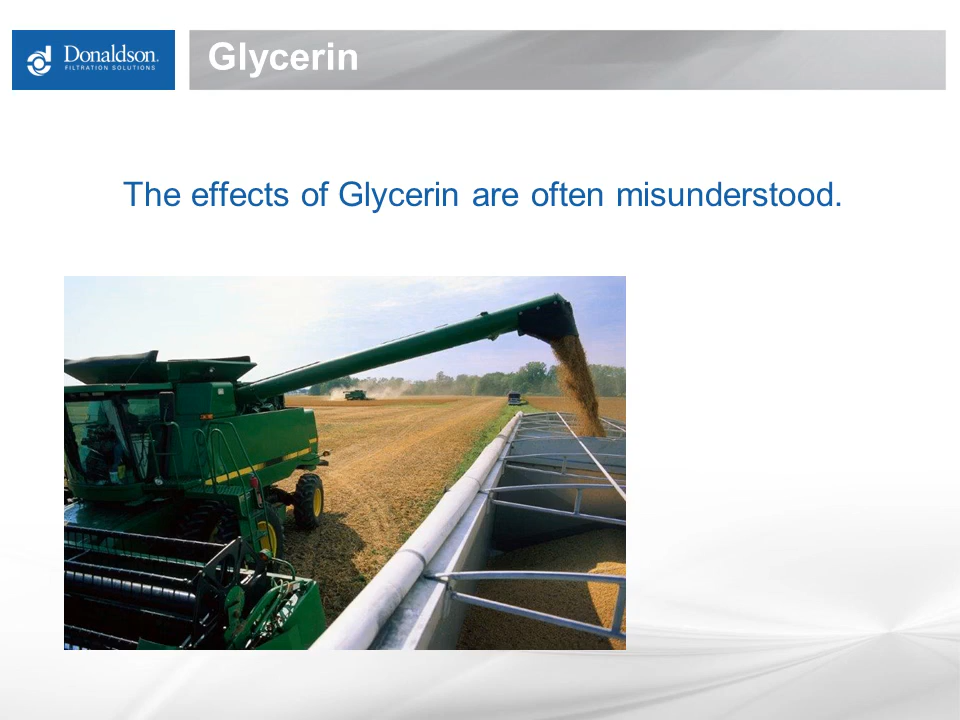 Donaldson.
FILTRATION SOLUTIONS
Glycerin
The effects of Glycerin are often misunderstood.